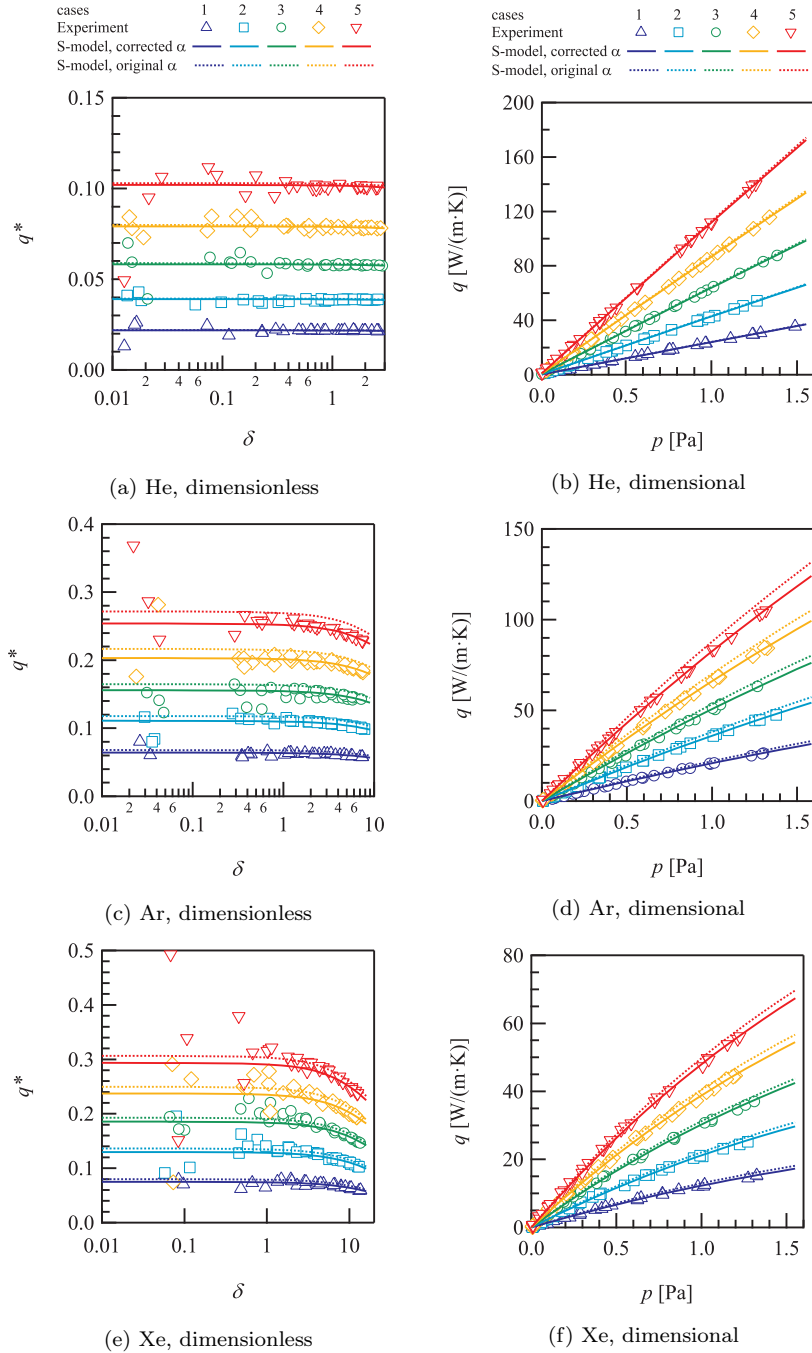 cases 1 2 3 4 5
Experiment
S-model, corrected α
S-model, original α
cases 1 2 3 4 5
Experiment
S-model, corrected α
S-model, original α
0.15
0.10
0.05
0.00
q*
0.01 2 4 6 0.1 2 4 6 1 2
δ
(a) He, dimensionless
200
160
120
80
40
0
q [W/(m·K)]
0.0 0.5 1.0 1.5
p [Pa]
(b) He, dimensional
0.4
0.3
0.2
0.1
0.0
q*
0.01 2 4 6 0.1 2 4 6 1 2 4 6 10
δ
(c) Ar, dimensionless
150
100
50
0
q [W/(m·K)]
0.0 0.5 1.0 1.5
p [Pa]
(d) Ar, dimensional
0.5
0.4
0.3
0.2
0.1
0.0
q*
0.01 0.1 1 10
δ
(e) Xe, dimensionless
80
60
40
20
0
q [W/(m·K)]
0.0 0.5 1.0 1.5
p [Pa]
(f) Xe, dimensional